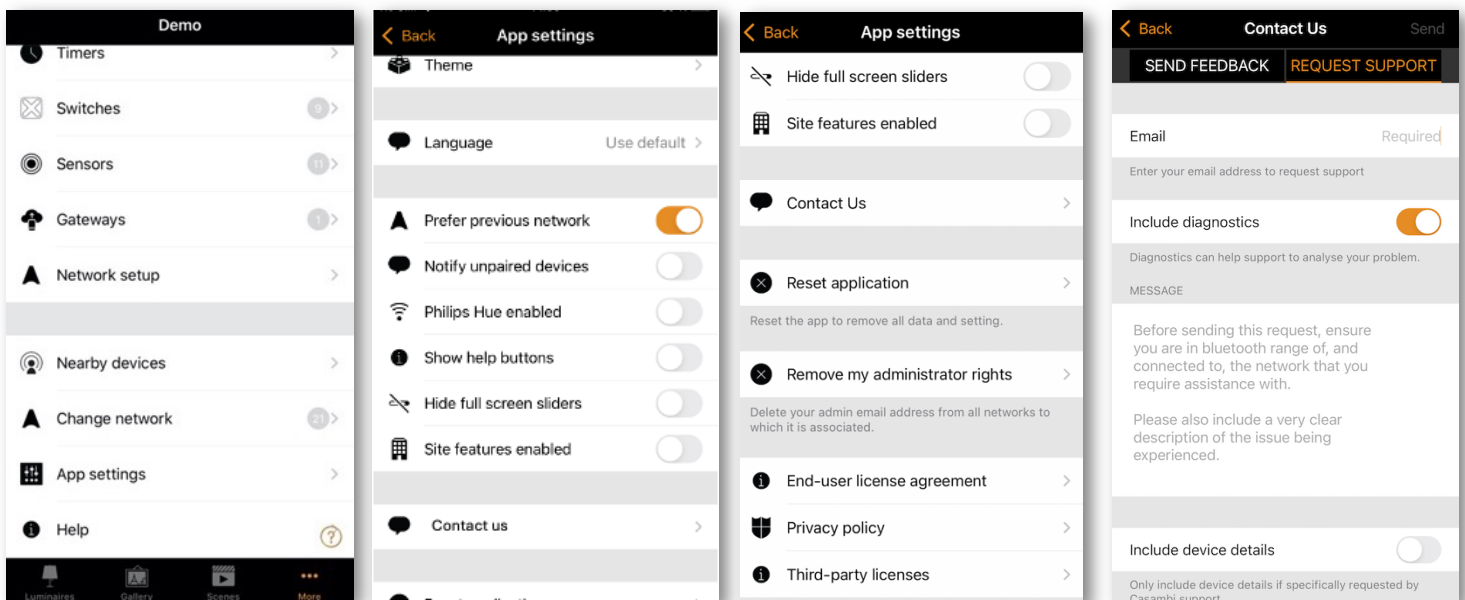 Demo
Timers
Switches
9
Sensors
11
Gateways
1
Network setup
Nearby devices
Change network
21
App settings
Help
?
Luminaires
Gallery
Scenes
More
Back
App settings
Theme
Language
Use default
Prefer previous network
Notify unpaired devices
Philips Hue enabled
Show help buttons
Hide full screen sliders
Site features enabled
Contact us
Back
App settings
Hide full screen sliders
Site features enabled
Contact Us
Reset application
Reset the app to remove all data and setting.
Remove my administrator rights
Delete your admin email address from all networks to
which it is associated.
End-user license agreement
Privacy policy
Third-party licenses
Back
Contact Us
Send
SEND FEEDBACK
REQUEST SUPPORT
Email
Required
Enter your email address to request support
Include diagnostics
Diagnostics can help support to analyse your problem.
MESSAGE
Before sending this request, ensure
you are in bluetooth range of, and
connected to, the network that you
require assistance with.
Please also include a very clear
description of the issue being
experienced.
Include device details
Only include device details if specifically requested by
Casambi support